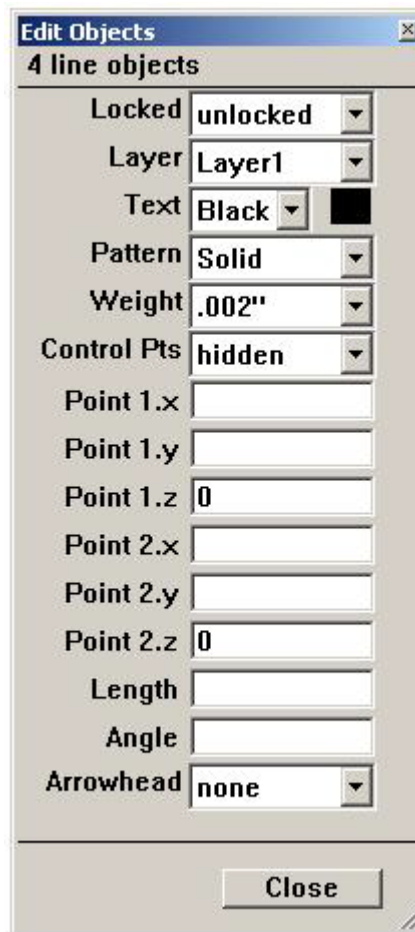 Edit Objects
4 line objects
Locked unlocked
Layer Layer1
Text Black
Pattern Solid
Weight .002"
Control Pts hidden
Point 1.x
Point 1.y
Point 1.z 0
Point 2.x
Point 2.y
Point 2.z 0
Length
Angle
Arrowhead none
Close